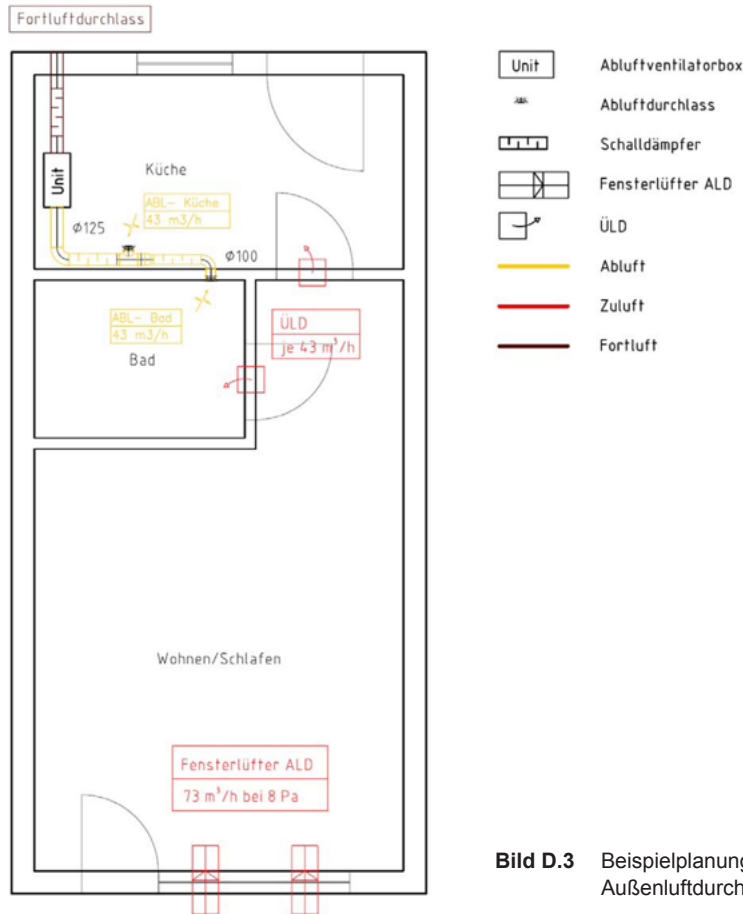 Fortluftdurchlass
Unit
Küche
ABL- Küche
43 m3/h
Ø125
Ø100
ABL- Bad
43 m3/h
Bad
ÜLD
je 43 m³/h
Wohnen/Schlafen
Fensterlüfter ALD
73 m³/h bei 8 Pa
Unit
Abluftventilatorbox
Abluftdurchlass
Schalldämpfer
Fensterlüfter ALD
ÜLD
Abluft
Zuluft
Fortluft
Bild D.3 Beispielplanung
Außenluftdurch